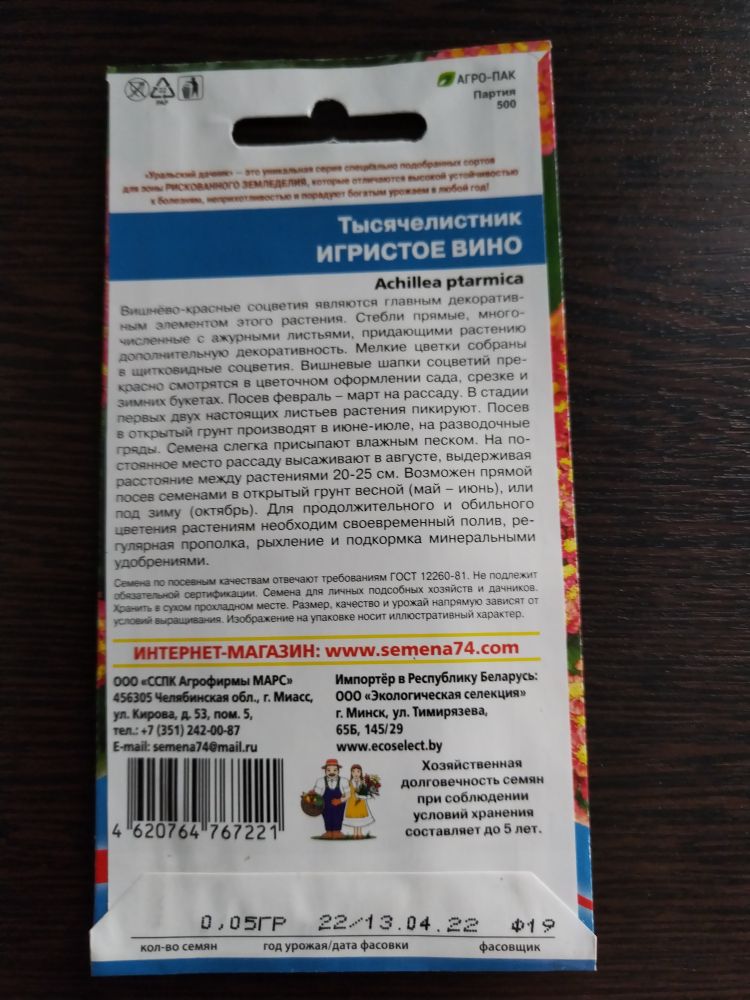 АГРО-ПАК
Партия
500
PAP
«Уральский дачник» – это уникальная серия специально подобранных сортов
для зоны РИСКОВАННОГО ЗЕМЛЕДЕЛИЯ, которые отличаются высокой устойчивостью
к болезням, неприхотливостью и порадуют богатым урожаем в любой год!
Тысячелистник
ИГРИСТОЕ ВИНО
Achillea ptarmica
Вишнёво-красные соцветия являются главным декоратив-
ным элементом этого растения. Стебли прямые, много-
численные с ажурными листьями, придающими растению
дополнительную декоративность. Мелкие цветки собраны
в щитковидные соцветия. Вишневые шапки соцветий пре-
красно смотрятся в цветочном оформлении сада, срезке и
зимних букетах. Посев февраль – март на рассаду. В стадии
первых двух настоящих листьев растения пикируют. Посев
в открытый грунт производят в июне-июле, на разводочные
гряды. Семена слегка присыпают влажным песком. На по-
стоянное место рассаду высаживают в августе, выдерживая
расстояние между растениями 20-25 см. Возможен прямой
посев семенами в открытый грунт весной (май – июнь), или
под зиму (октябрь). Для продолжительного и обильного
цветения растениям необходим своевременный полив, ре-
гулярная прополка, рыхление и подкормка минеральными
удобрениями.
Семена по посевным качествам отвечают требованиям ГОСТ 12260-81. Не подлежит
обязательной сертификации. Семена для личных подсобных хозяйств и дачников.
Хранить в сухом прохладном месте. Размер, качество и урожай напрямую зависят от
условий выращивания. Изображение на упаковке носит иллюстративный характер.
ИНТЕРНЕТ-МАГАЗИН: www.semena74.com
ООО «ССПК Агрофирмы МАРС»
456305 Челябинская обл., г. Миасс,
ул. Кирова, д. 53, пом. 5,
тел.: +7 (351) 242-00-87
E-mail: semena74@mail.ru
Импортёр в Республику Беларусь:
ООО «Экологическая селекция»
г. Минск, ул. Тимирязева,
65Б, 145/29
www.ecoselect.by
4 620764 767221
Хозяйственная
долговечность семян
при соблюдении
условий хранения
составляет до 5 лет.
0,05ГР 22/13.04.22 Ф19
кол-во семян год урожая/дата фасовки фасовщик